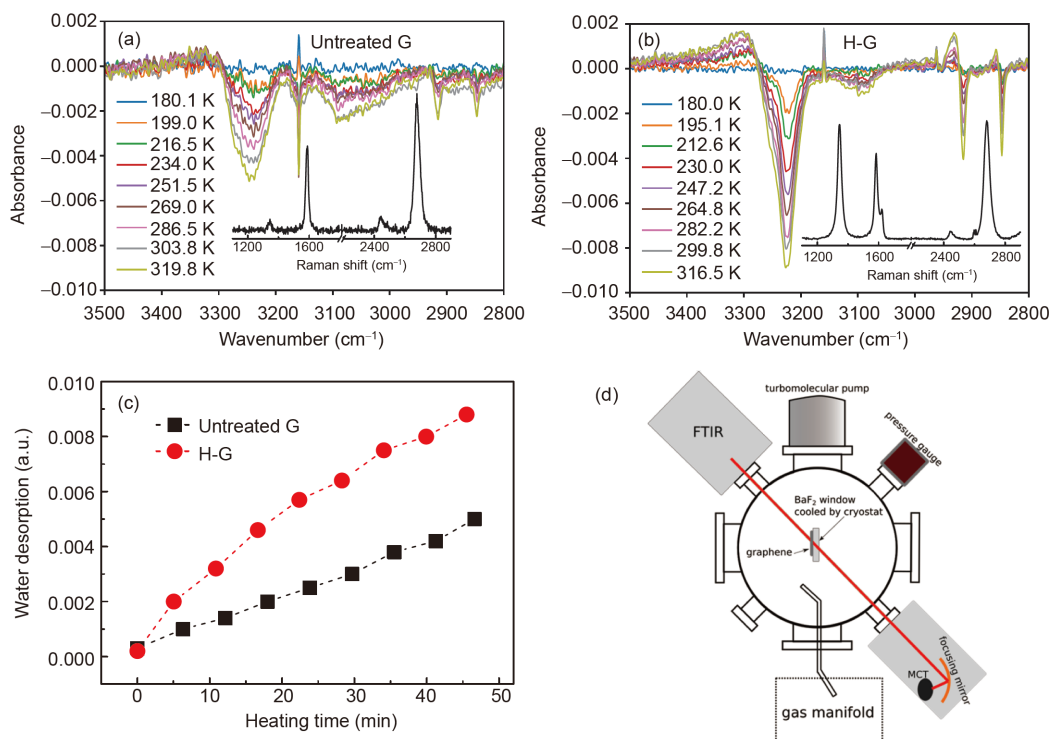 (a)
Untreated G
0.002
0.000
−0.002
−0.004
−0.006
−0.008
−0.010
Absorbance
180.1 K
199.0 K
216.5 K
234.0 K
251.5 K
269.0 K
286.5 K
303.8 K
319.8 K
1200
1600
2400
2800
Raman shift (cm⁻¹)
3500
3400
3300
3200
3100
3000
2900
2800
Wavenumber (cm⁻¹)
(b)
H-G
0.002
0.000
−0.002
−0.004
−0.006
−0.008
−0.010
Absorbance
180.0 K
195.1 K
212.6 K
230.0 K
247.2 K
264.8 K
282.2 K
299.8 K
316.5 K
1200
1600
2400
2800
Raman shift (cm⁻¹)
3500
3400
3300
3200
3100
3000
2900
2800
Wavenumber (cm⁻¹)
(c)
Untreated G
H-G
0.010
0.008
0.006
0.004
0.002
0.000
Water desorption (a.u.)
0
10
20
30
40
50
Heating time (min)
(d)
turbomolecular pump
FTIR
pressure gauge
BaF₂ window
cooled by cryostat
graphene
MCT
focusing mirror
gas manifold